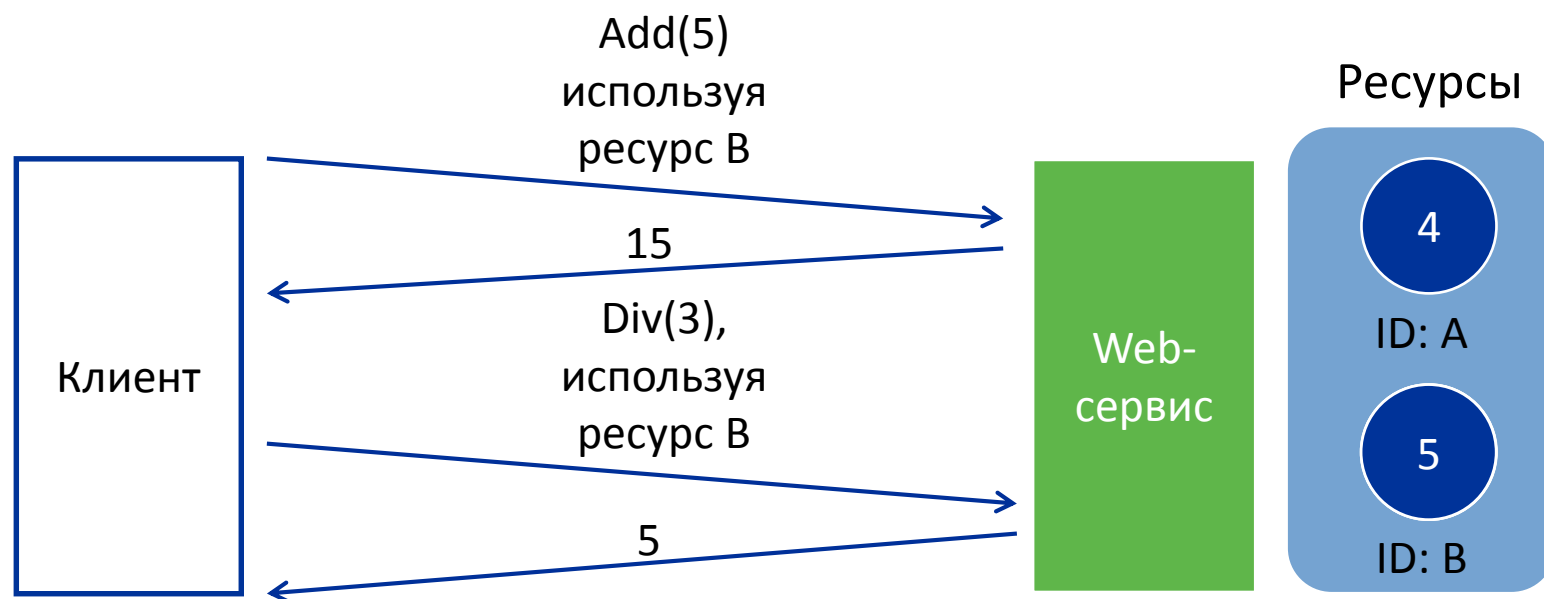 Add(5)
используя
ресурс B
15
Div(3),
используя
ресурс B
5
Клиент
Web-
сервис
Ресурсы
4
ID: A
5
ID: B